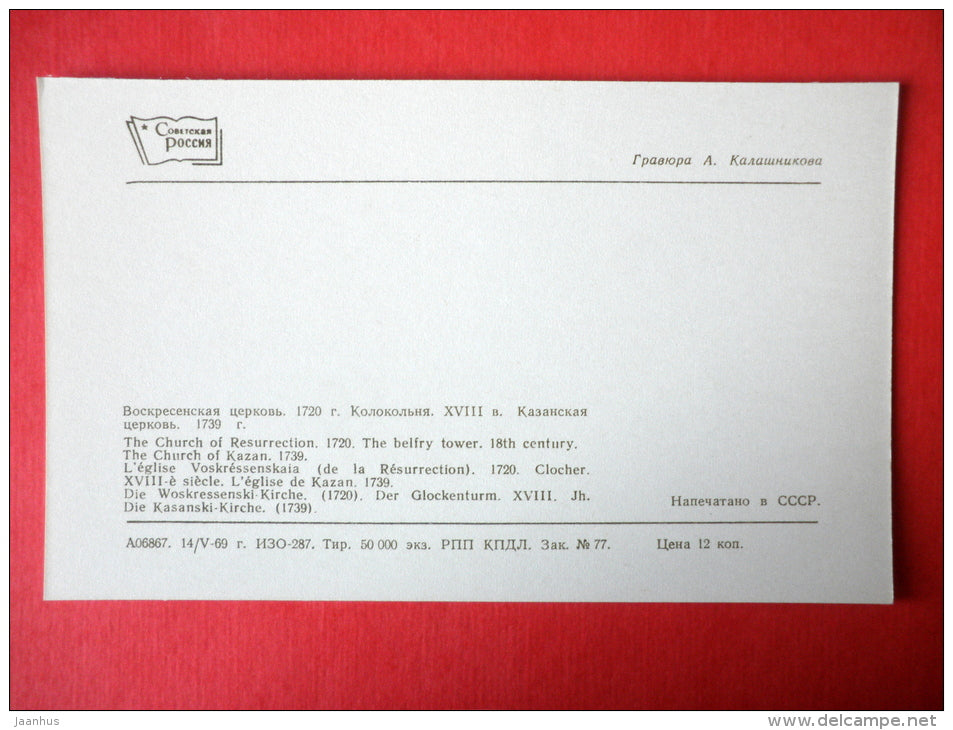 Советская
РОССИЯ
Гравюра А. Калашникова
Воскресенская церковь. 1720 г. Колокольня. XVIII в. Казанская
церковь. 1739 г.
The Church of Resurrection. 1720. The belfry tower. 18th century.
The Church of Kazan. 1739.
L'église Voskréssenskaia (de la Résurrection). 1720. Clocher.
XVIII-è siècle. L'église de Kazan. 1739.
Die Woskressenski-Kirche. (1720). Der Glockenturm. XVIII. Jh.
Die Kasanski-Kirche. (1739).
Напечатано в СССР.
А06867. 14/V-69 г. ИЗО-287. Тир. 50 000 экз. РПП КПДЛ. Зак. № 77. Цена 12 коп.
Jaanhus
www.delcampe.net